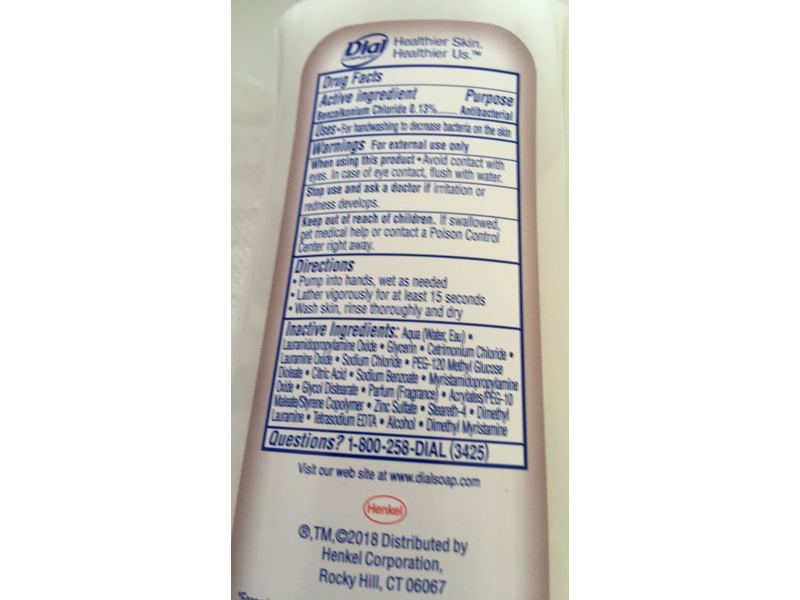 Dial Healthier Skin.
Healthier Us.™
Drug Facts
Active ingredient Purpose
Benzalkonium Chloride 0.13%...... Antibacterial
Uses - For handwashing to decrease bacteria on the skin
Warnings For external use only
When using this product • Avoid contact with
eyes. In case of eye contact, flush with water.
Stop use and ask a doctor if irritation or
redness develops.
Keep out of reach of children. If swallowed,
get medical help or contact a Poison Control
Center right away.
Directions
• Pump into hands, wet as needed
• Lather vigorously for at least 15 seconds
• Wash skin, rinse thoroughly and dry
Inactive Ingredients: Aqua (Water, Eau) •
Lauramidopropylamine Oxide • Glycerin • Cetrimonium Chloride •
Lauramine Oxide • Sodium Chloride • PEG-120 Methyl Glucose
Dioleate • Citric Acid • Sodium Benzoate • Myristamidopropylamine
Oxide • Glycol Distearate • Parfum (Fragrance) • Acrylates/PEG-10
Maleate/Styrene Copolymer • Zinc Sulfate • Steareth-4 • Dimethyl
Lauramine • Tetrasodium EDTA • Alcohol • Dimethyl Myristamine
Questions? 1-800-258-DIAL (3425)
Visit our web site at www.dialsoap.com
Henkel
®,TM,©2018 Distributed by
Henkel Corporation,
Rocky Hill, CT 06067